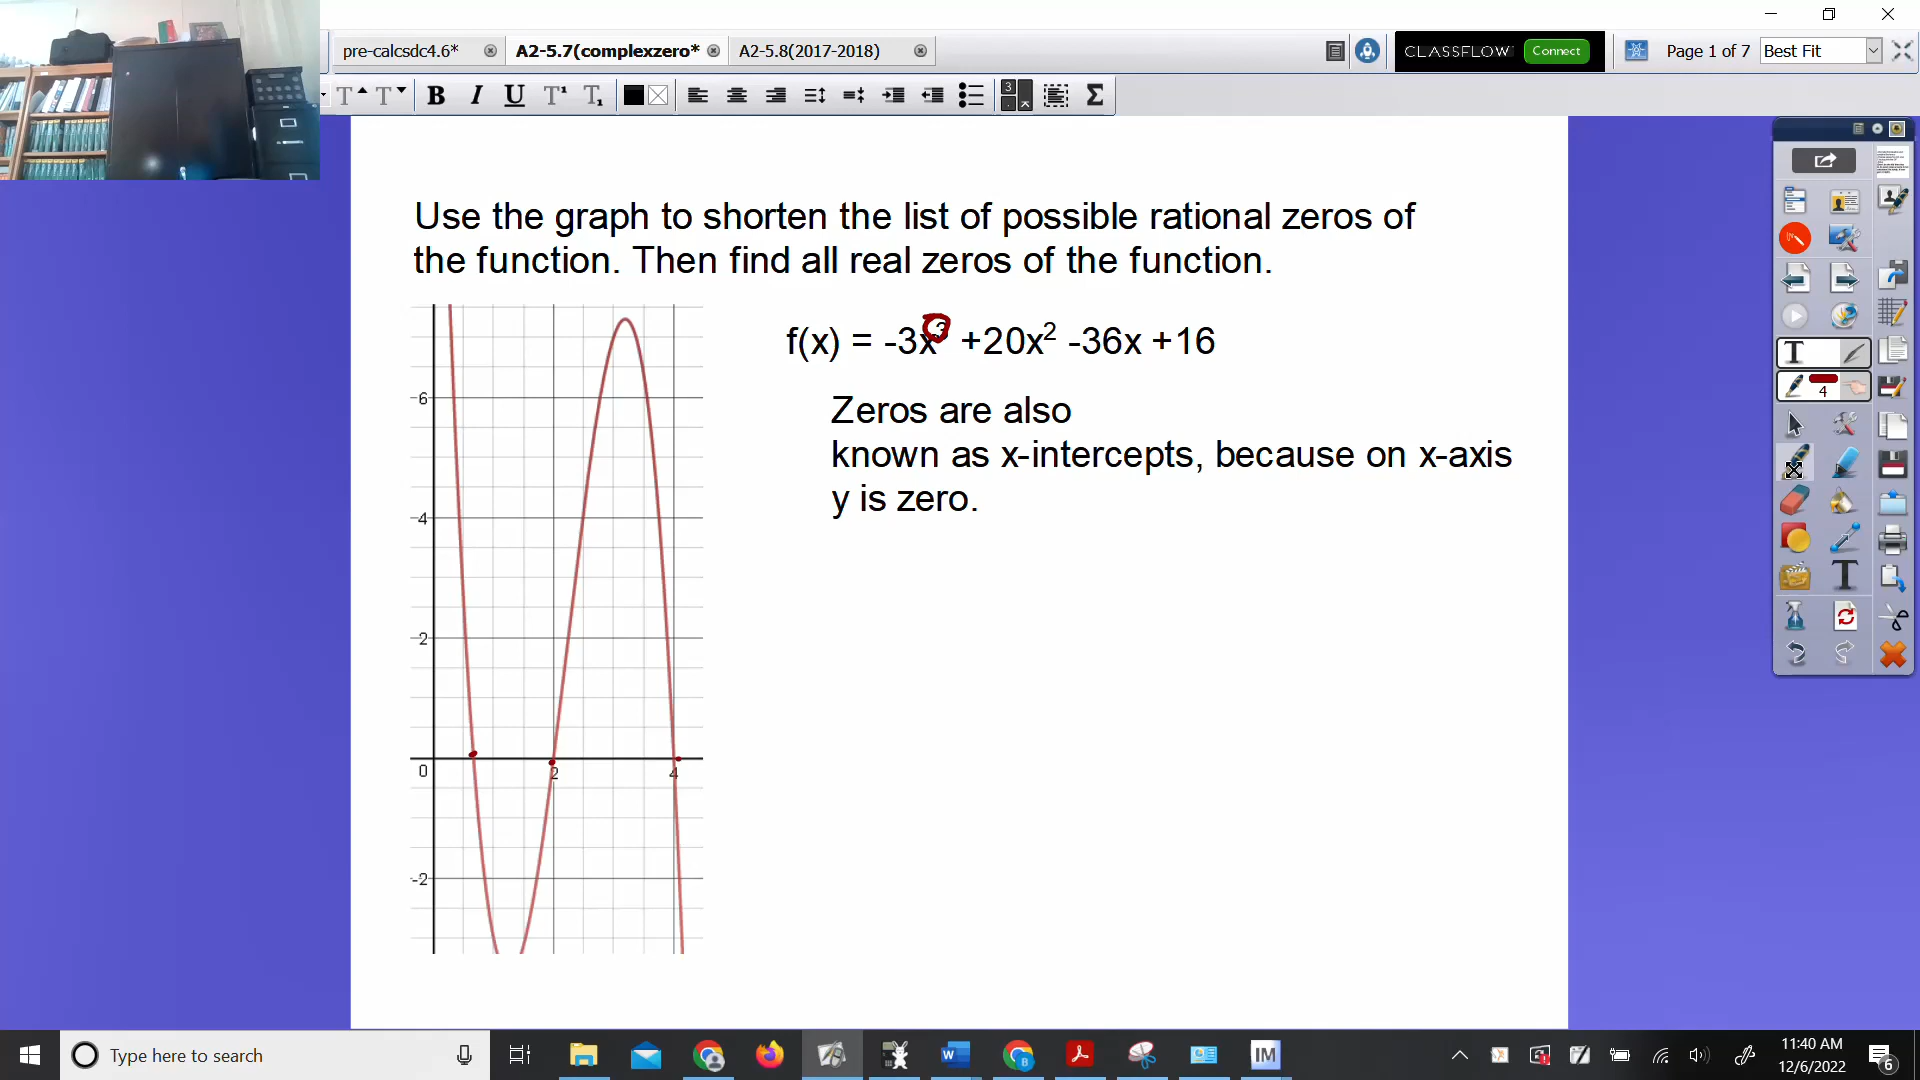 pre-calcsdc4.6*
A2-5.7(complexzero*
A2-5.8(2017-2018)
CLASSFLOW
Connect
Page 1 of 7
Best Fit
Use the graph to shorten the list of possible rational zeros of
the function. Then find all real zeros of the function.
f(x) = -3x³ +20x² -36x +16
Zeros are also
known as x-intercepts, because on x-axis
y is zero.
6
4
2
0
2
4
-2
4
Type here to search
IM
11:40 AM
12/6/2022
6